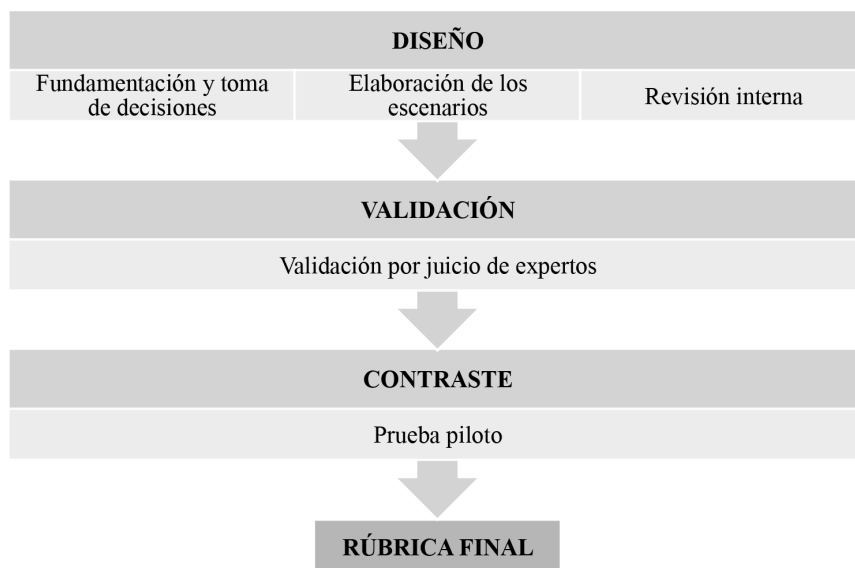 DISEÑO
Fundamentación y toma
de decisiones
Elaboración de los
escenarios
Revisión interna
VALIDACIÓN
Validación por juicio de expertos
CONTRASTE
Prueba piloto
RÚBRICA FINAL